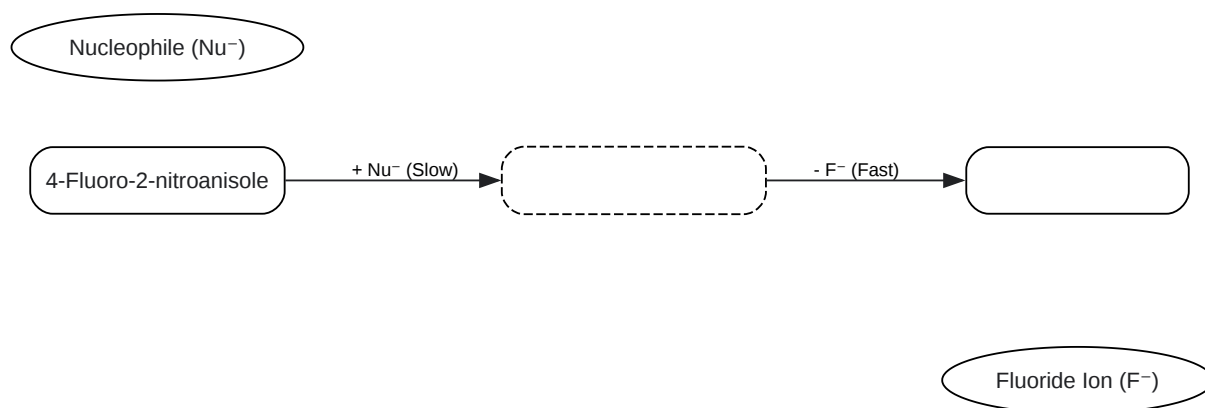 Nucleophile (Nu⁻)
4-Fluoro-2-nitroanisole
+ Nu⁻ (Slow)
- F⁻ (Fast)
Fluoride Ion (F⁻)